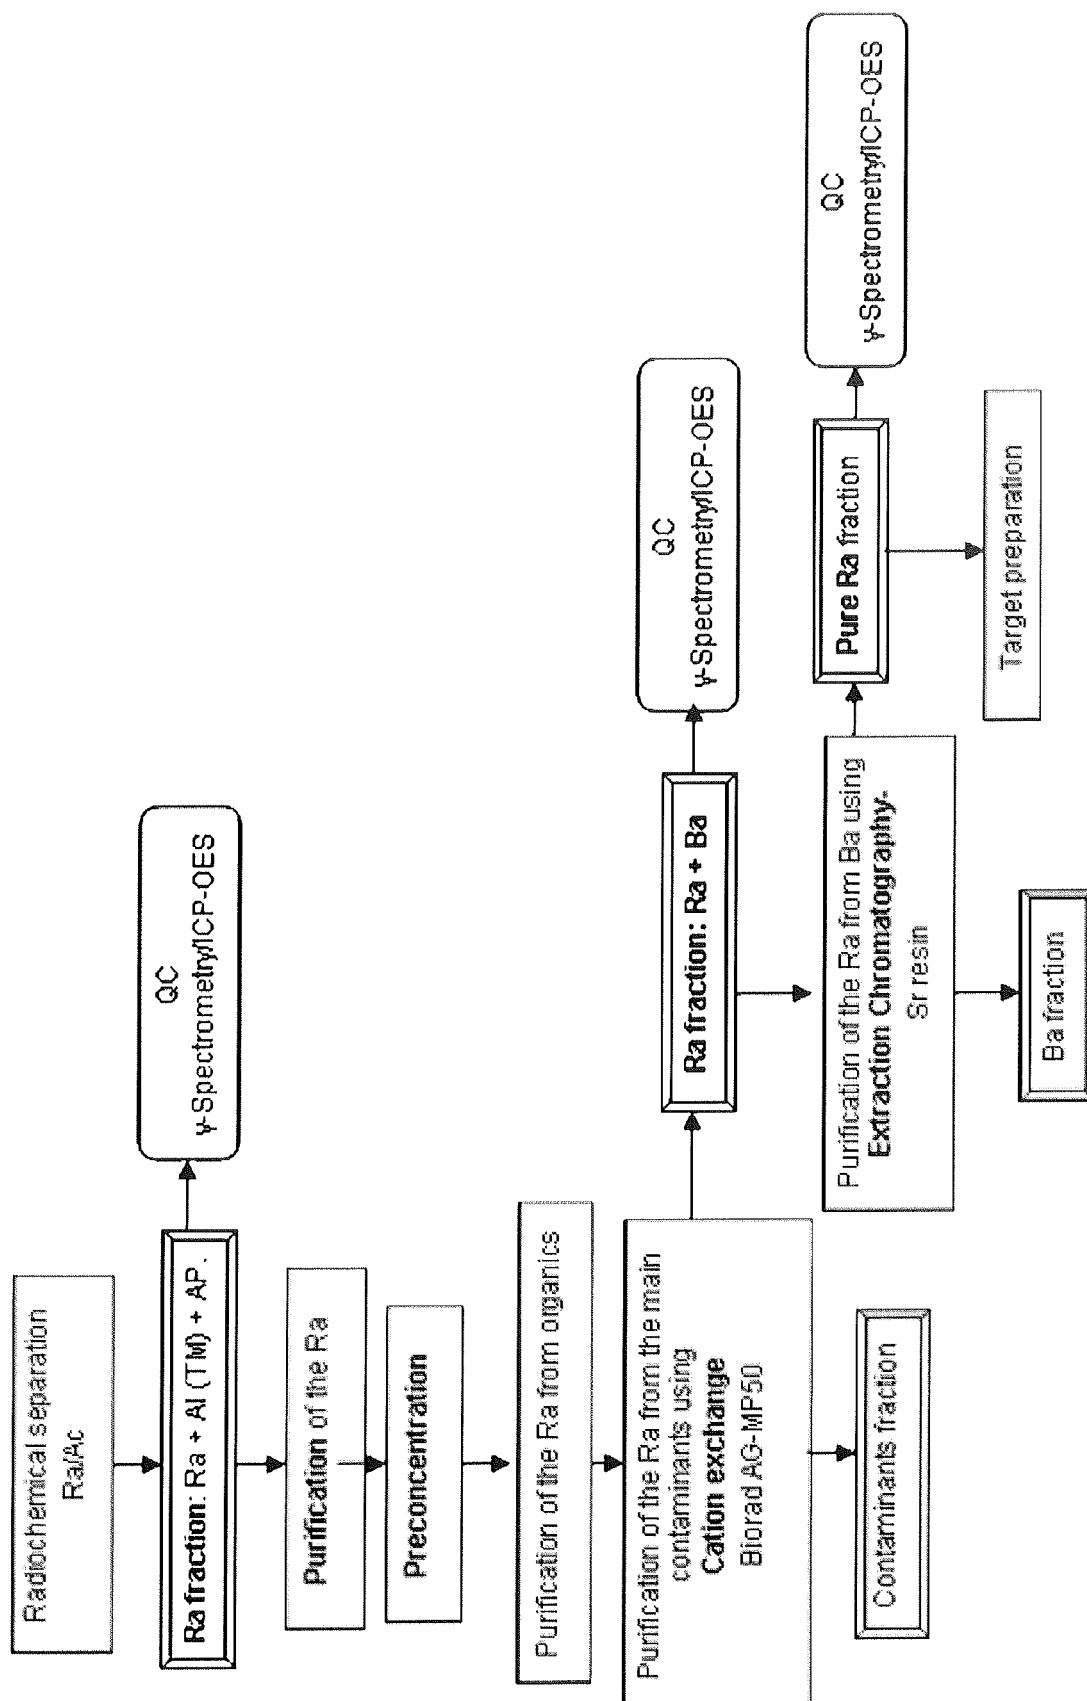 Radiochemical separation
Ra/Ac
Ra fraction: Ra + Al (TM) + AP.
QC
γ-Spectrometry/ICP-OES
Purification of the Ra
Preconcentration
Purification of the Ra from organics
Purification of the Ra from the main
contaminants using
Cation exchange
Biorad AG-MP50
Contaminants fraction
Ra fraction: Ra + Ba
QC
γ-Spectrometry/ICP-OES
Purification of the Ra from Ba using
Extraction Chromatography-
Sr resin
Ba fraction
Pure Ra fraction
QC
γ-Spectrometry/ICP-OES
Target preparation